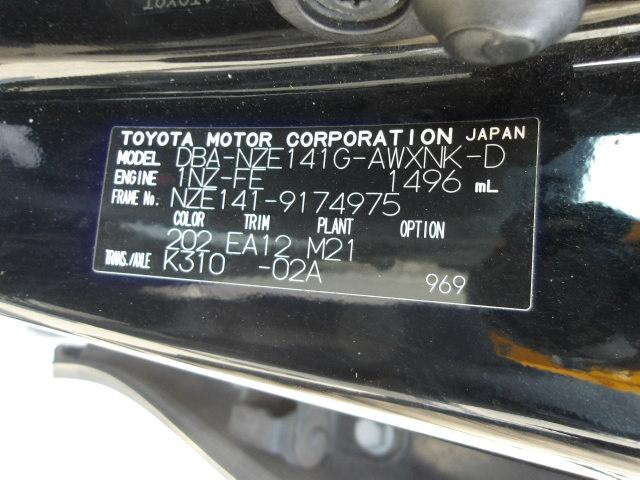 TOYOTA MOTOR CORPORATION JAPAN
MODEL DBA-NZE141G-AWXNK-D
ENGINE 1NZ-FE 1496 mL
FRAME No. NZE141-9174975
COLOR TRIM PLANT OPTION
202 EA12 M21
TRANS./AXLE K310 -02A
969